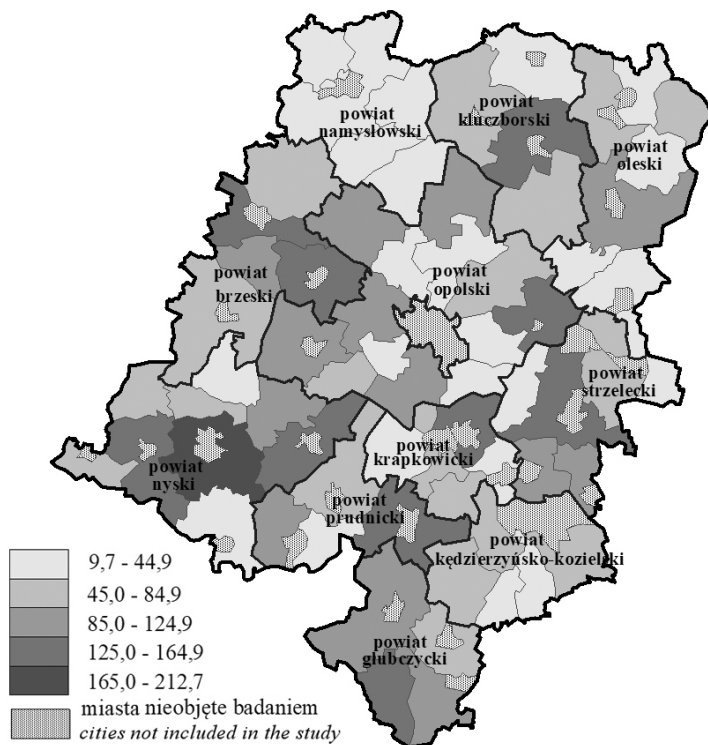 powiat
namysłowski
powiat
kluczborski
powiat
oleski
powiat
brzeski
powiat
opolski
powiat
strzelecki
powiat
krapkowicki
powiat
nyski
powiat
prudnicki
powiat
kędzierzyńsko-kozielski
powiat
głubczycki
9,7 - 44,9
45,0 - 84,9
85,0 - 124,9
125,0 - 164,9
165,0 - 212,7
miasta nieobjęte badaniem
cities not included in the study